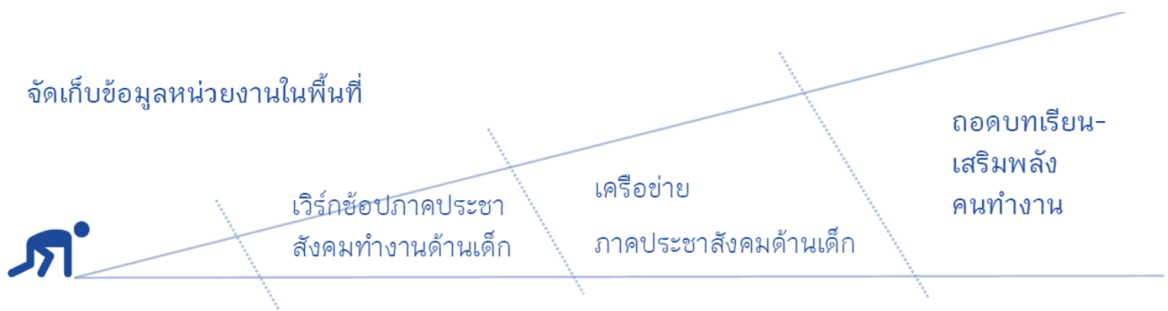 จัดเก็บข้อมูลหน่วยงานในพื้นที่
เวิร์กช้อปภาคประชา
สังคมทำงานด้านเด็ก
เครือข่าย
ภาคประชาสังคมด้านเด็ก
ถอดบทเรียน-
เสริมพลัง
คนทำงาน